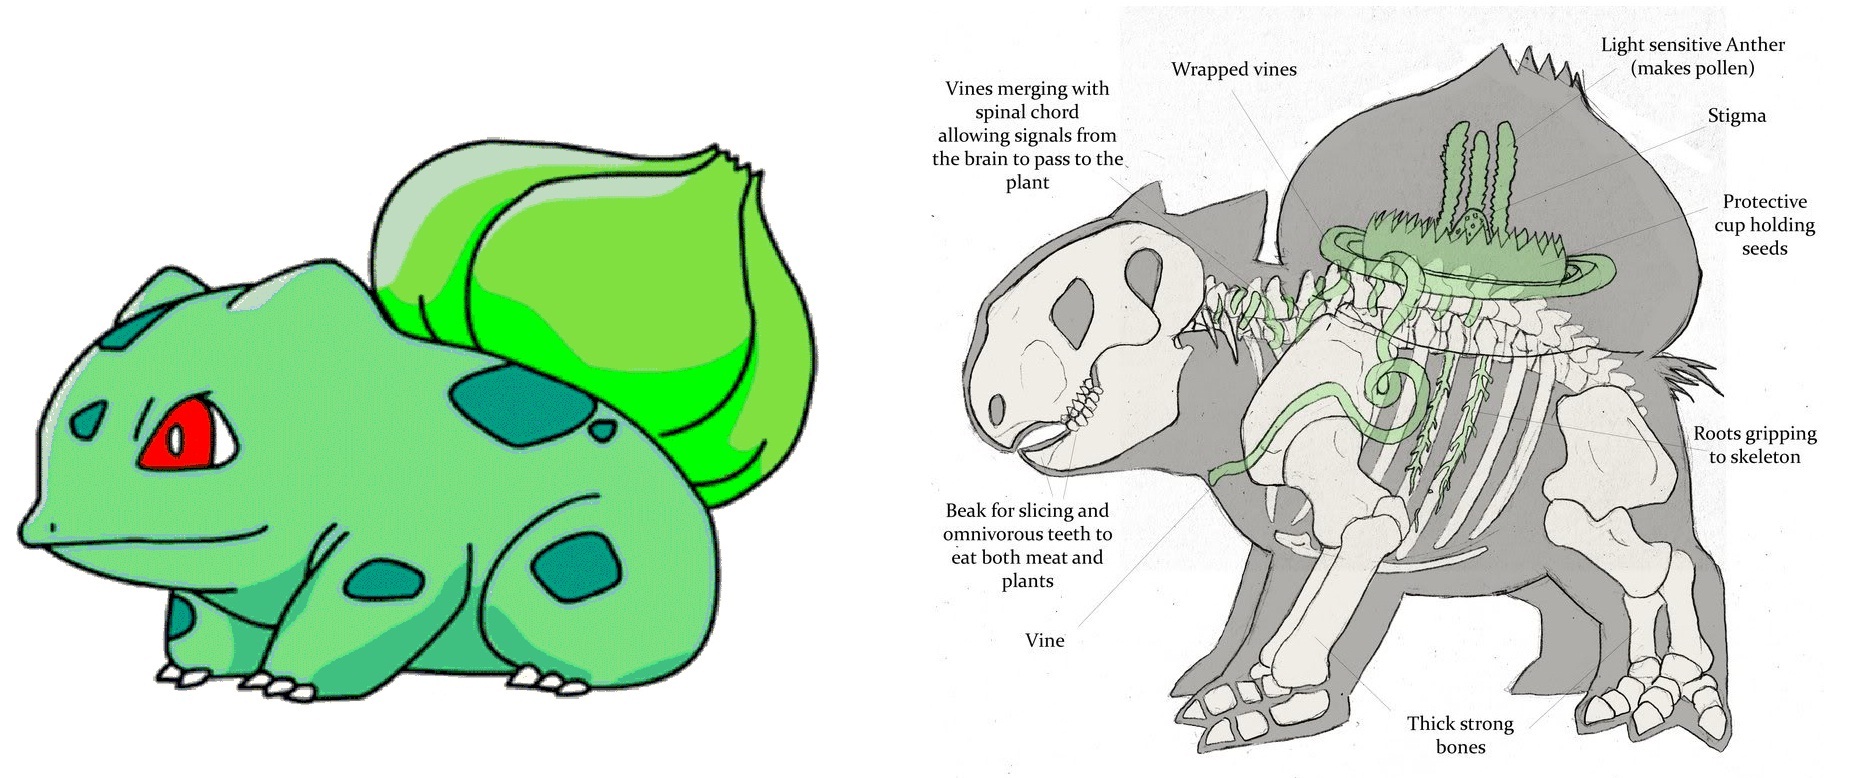 Wrapped vines
Light sensitive Anther
(makes pollen)
Vines merging with
spinal chord
allowing signals from
the brain to pass to the
plant
Stigma
Protective
cup holding
seeds
Roots gripping
to skeleton
Beak for slicing and
omnivorous teeth to
eat both meat and
plants
Vine
Thick strong
bones